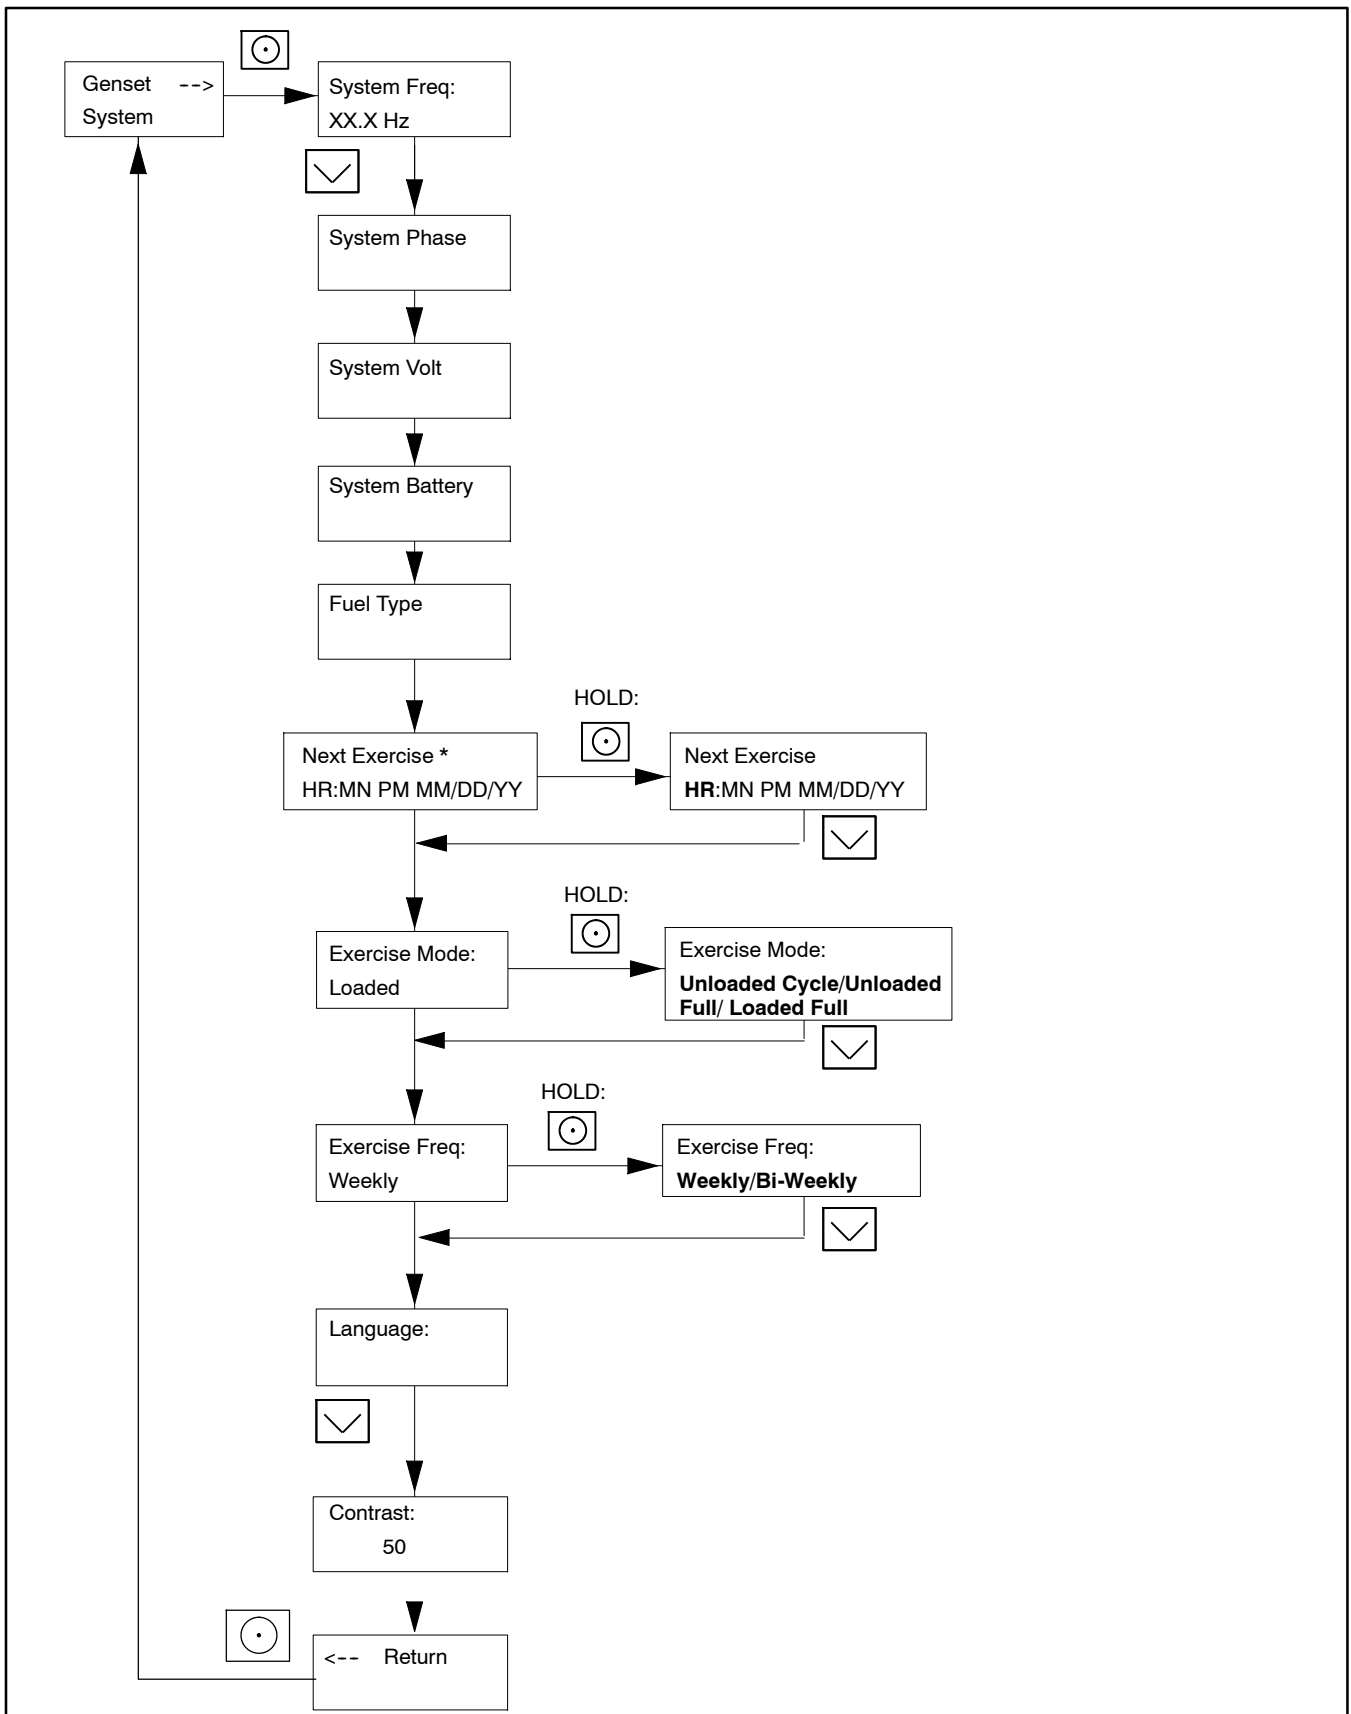 Genset -->
System
System Freq:
XX.X Hz
System Phase
System Volt
System Battery
Fuel Type
HOLD:
Next Exercise *
HR:MN PM MM/DD/YY
Next Exercise
HR:MN PM MM/DD/YY
HOLD:
Exercise Mode:
Loaded
Exercise Mode:
Unloaded Cycle/Unloaded
Full/ Loaded Full
HOLD:
Exercise Freq:
Weekly
Exercise Freq:
Weekly/Bi-Weekly
Language:
Contrast:
50
<-- Return